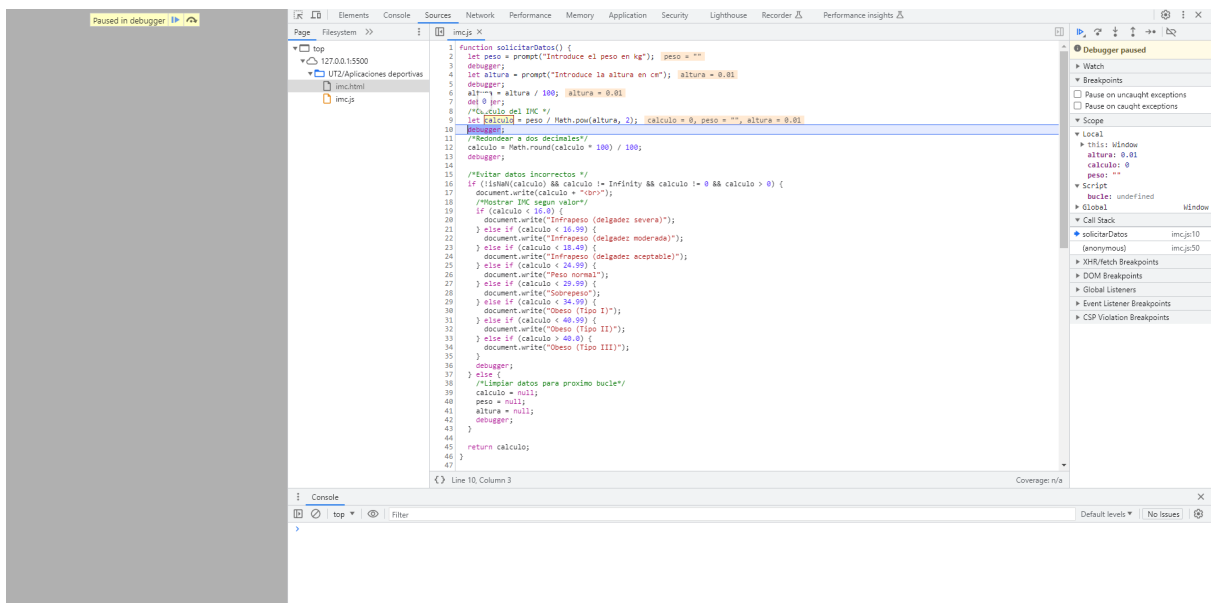 Paused in debugger
Elements Console Sources Network Performance Memory Application Security Lighthouse Recorder Performance insights
Page Filesystem >>
imc.js ×
top
127.0.0.1:5500
UT2/Aplicaciones deportivas
imc.html
imc.js
1 function solicitarDatos() {
2 let peso = prompt("Introduce el peso en kg"); peso = ""
3 debugger;
4 let altura = prompt("Introduce la altura en cm"); altura = 0.01
5 debugger;
6 altura = altura / 100; altura = 0.01
7 debugger;
0
8 /*Calculo del IMC */
9 let calculo = peso / Math.pow(altura, 2); calculo = 0, peso = "", altura = 0.01
10 debugger;
11 /*Redondear a dos decimales*/
12 calculo = Math.round(calculo * 100) / 100;
13 debugger;
14
15 /*Evitar datos incorrectos */
16 if (!isNaN(calculo) && calculo != Infinity && calculo != 0 && calculo > 0) {
17 document.write(calculo + "<br>");
18 /*Mostrar IMC segun valor*/
19 if (calculo < 16.0) {
20 document.write("Infrapeso (delgadez severa)");
21 } else if (calculo < 16.99) {
22 document.write("Infrapeso (delgadez moderada)");
23 } else if (calculo < 18.49) {
24 document.write("Infrapeso (delgadez aceptable)");
25 } else if (calculo < 24.99) {
26 document.write("Peso normal");
27 } else if (calculo < 29.99) {
28 document.write("Sobrepeso");
29 } else if (calculo < 34.99) {
30 document.write("Obeso (Tipo I)");
31 } else if (calculo < 40.99) {
32 document.write("Obeso (Tipo II)");
33 } else if (calculo > 40.0) {
34 document.write("Obeso (Tipo III)");
35 }
36 debugger;
37 } else {
38 /*Limpiar datos para proximo bucle*/
39 calculo = null;
40 peso = null;
41 altura = null;
42 debugger;
43 }
44
45 return calculo;
46 }
47
{} Line 10, Column 3 Coverage: n/a
Debugger paused
Watch
Breakpoints
Pause on uncaught exceptions
Pause on caught exceptions
Scope
Local
this: Window
altura: 0.01
calculo: 0
peso: ""
Script
bucle: undefined
Global Window
Call Stack
solicitarDatos imc.js:10
(anonymous) imc.js:50
XHR/fetch Breakpoints
DOM Breakpoints
Global Listeners
Event Listener Breakpoints
CSP Violation Breakpoints
Console
top Filter Default levels No Issues
>